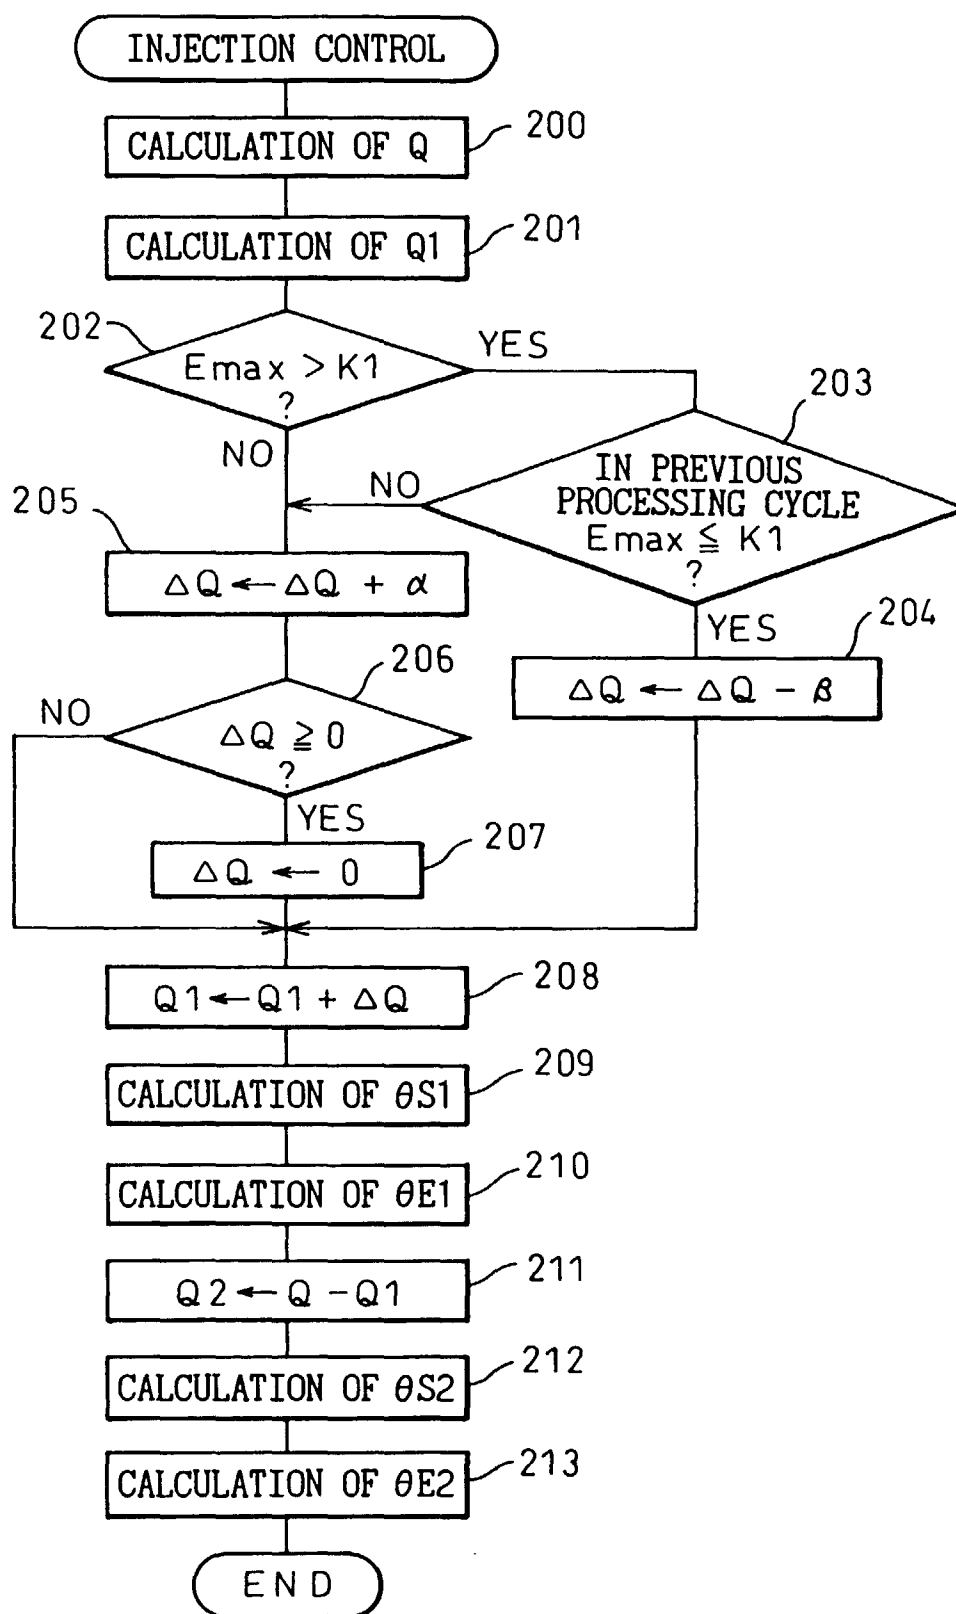 INJECTION CONTROL
CALCULATION OF Q
200
CALCULATION OF Q1
201
202
Emax > K1
?
YES
NO
203
IN PREVIOUS
PROCESSING CYCLE
Emax ≦ K1
?
NO
YES
205
ΔQ ← ΔQ + α
204
ΔQ ← ΔQ - β
206
ΔQ ≧ 0
?
NO
YES
207
ΔQ ← 0
Q1 ← Q1 + ΔQ
208
CALCULATION OF θS1
209
CALCULATION OF θE1
210
Q2 ← Q - Q1
211
CALCULATION OF θS2
212
CALCULATION OF θE2
213
END